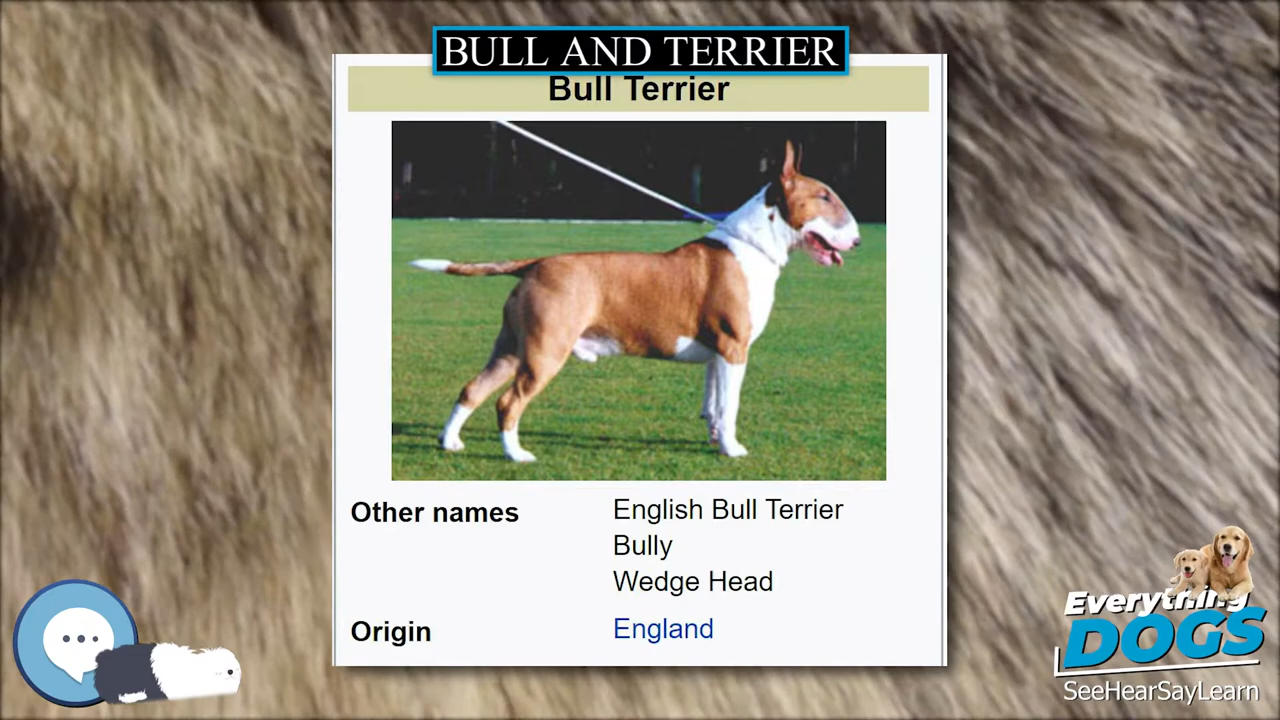 BULL AND TERRIER
Bull Terrier
Other names
English Bull Terrier
Bully
Wedge Head
Origin
England
Everything
DOGS
SeeHearSayLearn